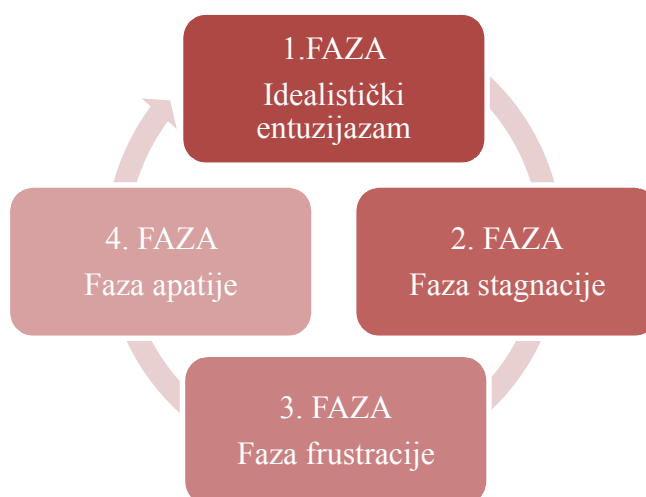 1.FAZA
Idealistički
entuzijazam
2. FAZA
Faza stagnacije
3. FAZA
Faza frustracije
4. FAZA
Faza apatije